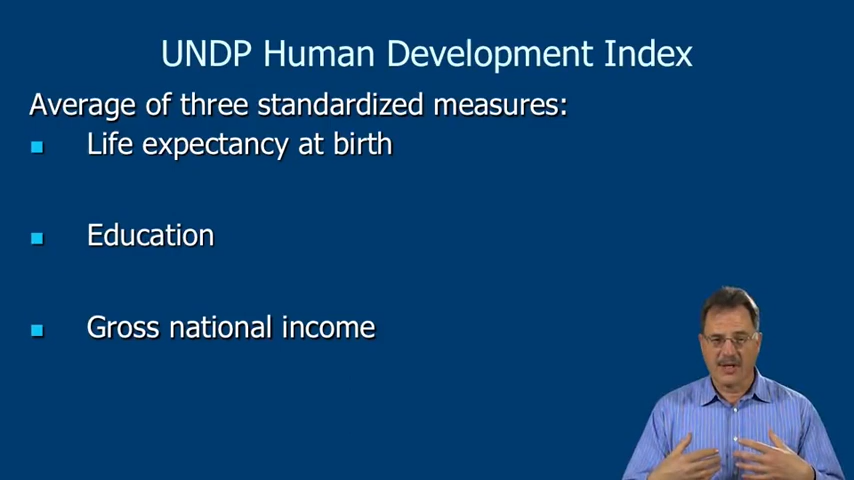 UNDP Human Development Index
Average of three standardized measures:
Life expectancy at birth
Education
Gross national income